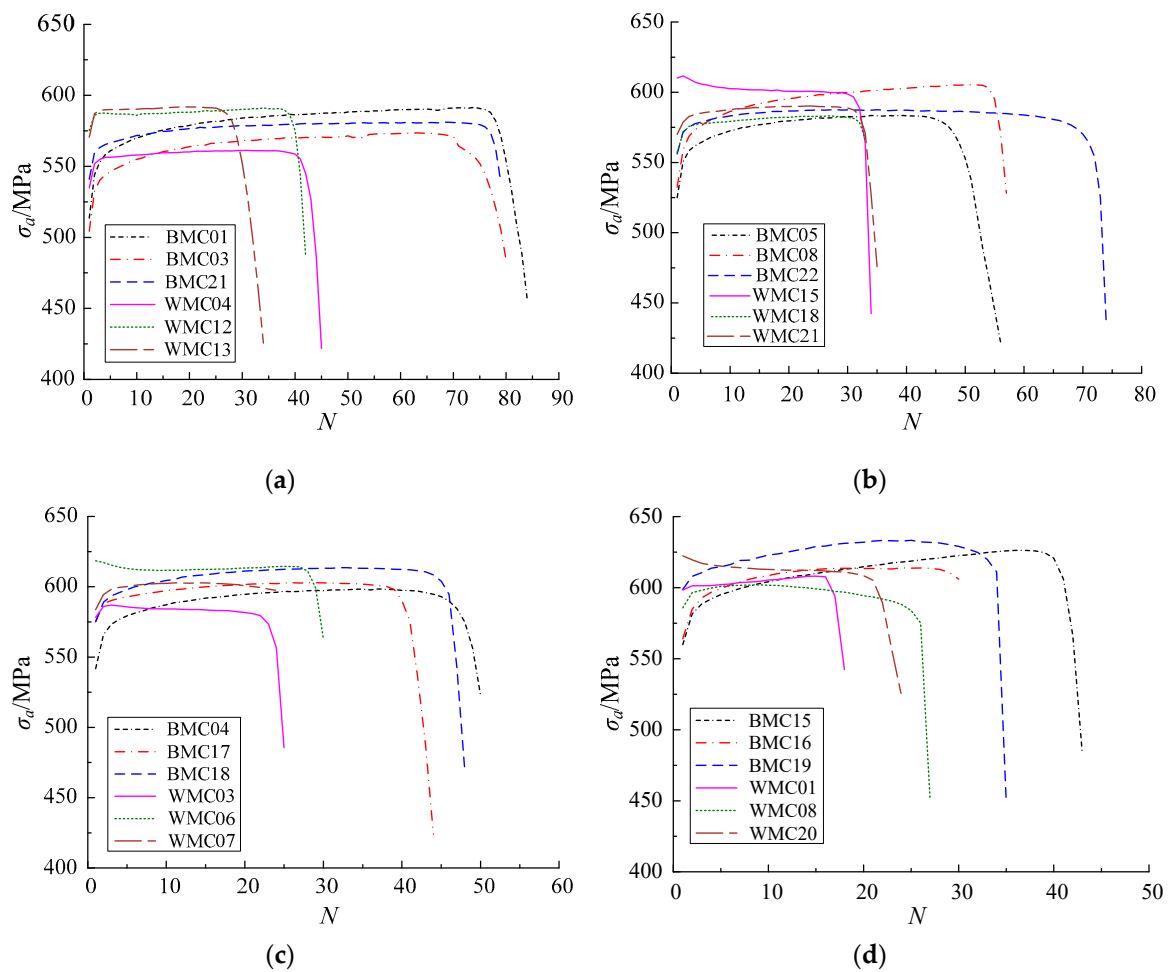 650
600
550
500
450
400
σa/MPa
BMC01
BMC03
BMC21
WMC04
WMC12
WMC13
0 10 20 30 40 50 60 70 80 90
N
(a)
650
600
550
500
450
400
σa/MPa
BMC05
BMC08
BMC22
WMC15
WMC18
WMC21
0 10 20 30 40 50 60 70 80
N
(b)
650
600
550
500
450
400
σa/MPa
BMC04
BMC17
BMC18
WMC03
WMC06
WMC07
0 10 20 30 40 50 60
N
(c)
650
600
550
500
450
400
σa/MPa
BMC15
BMC16
BMC19
WMC01
WMC08
WMC20
0 10 20 30 40 50
N
(d)